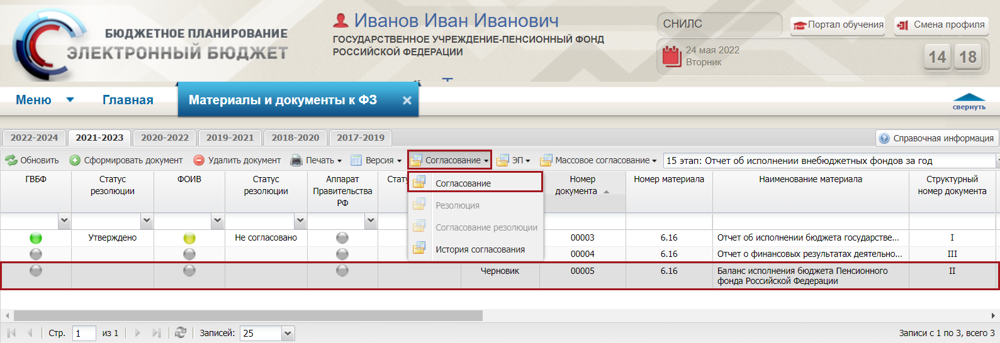 БЮДЖЕТНОЕ ПЛАНИРОВАНИЕ
ЭЛЕКТРОННЫЙ БЮДЖЕТ
Иванов Иван Иванович
ГОСУДАРСТВЕННОЕ УЧРЕЖДЕНИЕ-ПЕНСИОННЫЙ ФОНД
РОССИЙСКОЙ ФЕДЕРАЦИИ
СНИЛС
Портал обучения
Смена профиля
24 мая 2022
Вторник
14 18
Меню
Главная
Материалы и документы к ФЗ
свернуть
2022-2024 2021-2023 2020-2022 2019-2021 2018-2020 2017-2019
Справочная информация
Обновить Сформировать документ Удалить документ Печать Версия Согласование ЭП Массовое согласование 15 этап: Отчет об исполнении внебюджетных фондов за год
ГВБФ
Статус
резолюции
ФОИВ
Статус
резолюции
Аппарат
Правительства
РФ
Номер
документа
Номер материала
Наименование материала
Структурный
номер документа
Согласование
Резолюция
Согласование резолюции
История согласования
Утверждено Не согласовано 00003 6.16 Отчет об исполнении бюджета государстве... I
00004 6.16 Отчет о финансовых результатах деятельно... III
Черновик 00005 6.16 Баланс исполнения бюджета Пенсионного II
фонда Российской Федерации
Стр. 1 из 1 Записей: 25
Записи с 1 по 3, всего 3